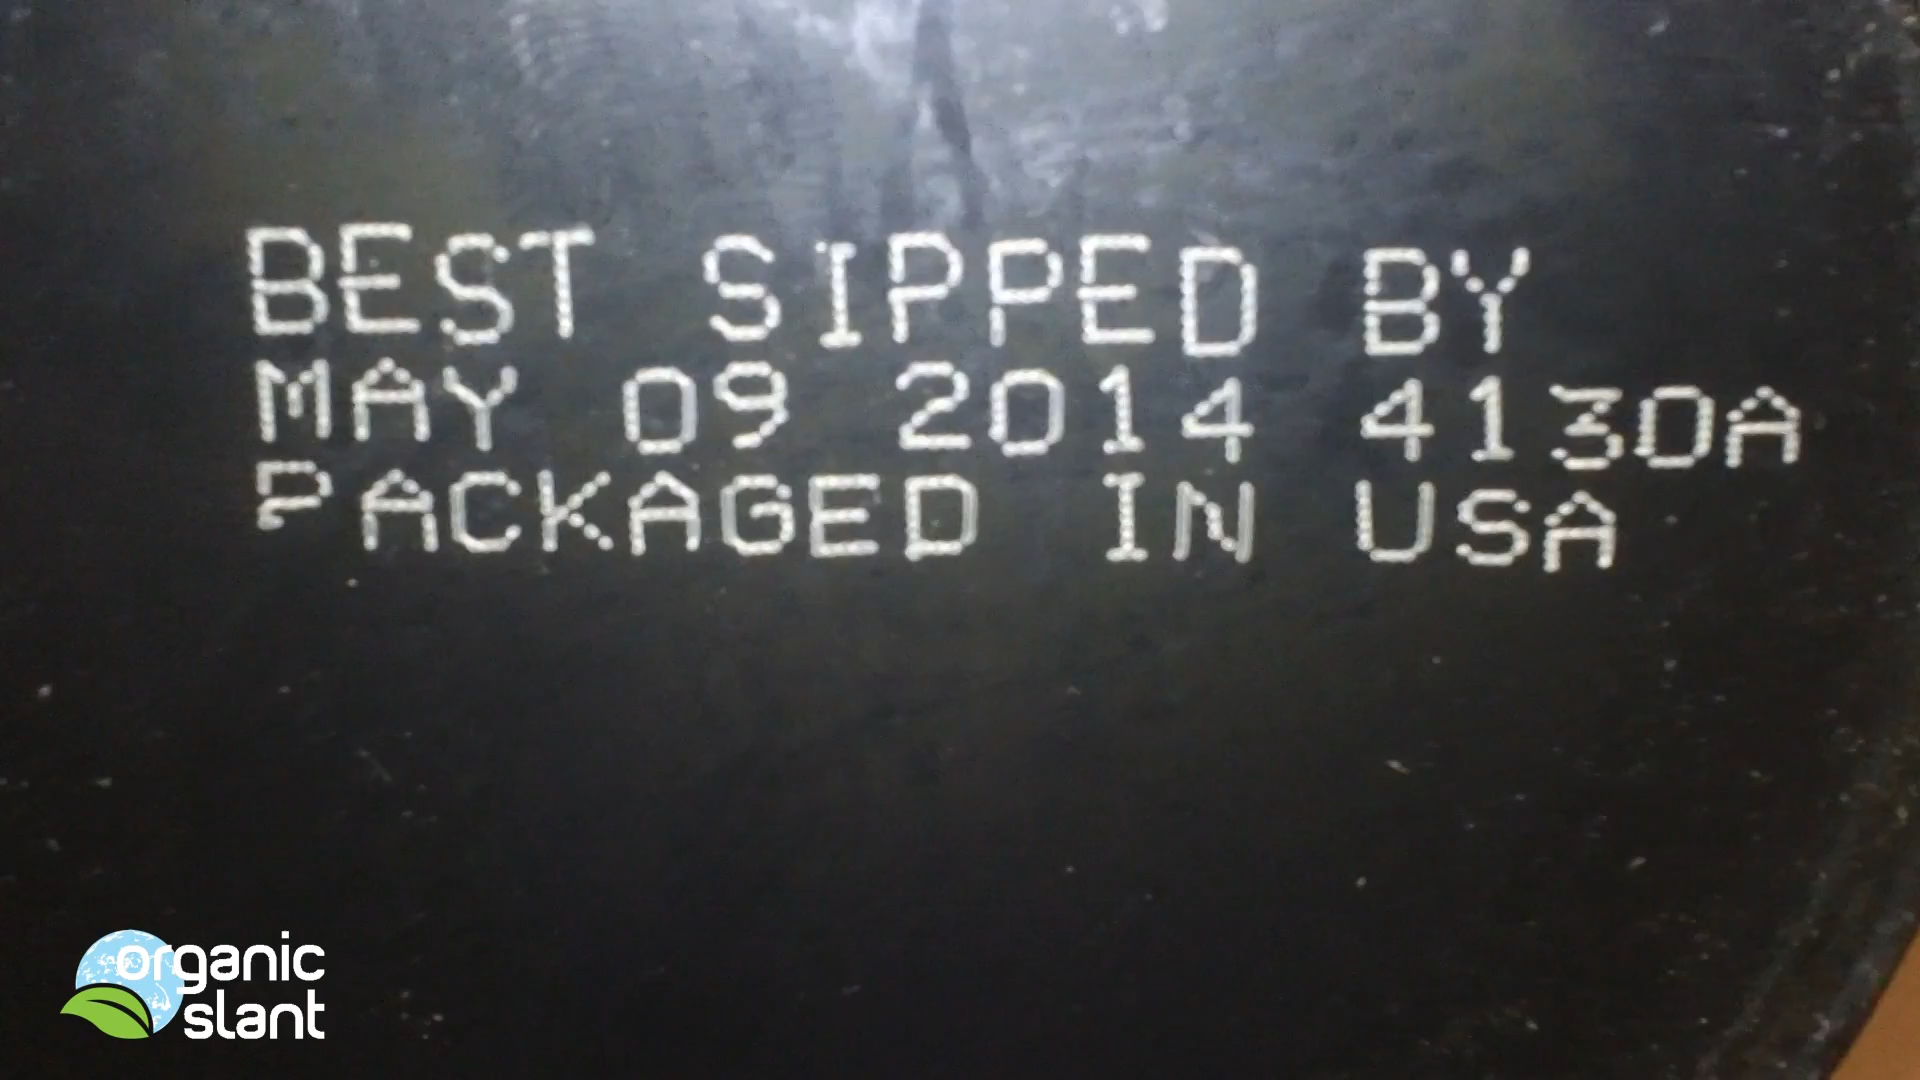 BEST SIPPED BY
MAY 09 2014 4130A
PACKAGED IN USA
organic
slant